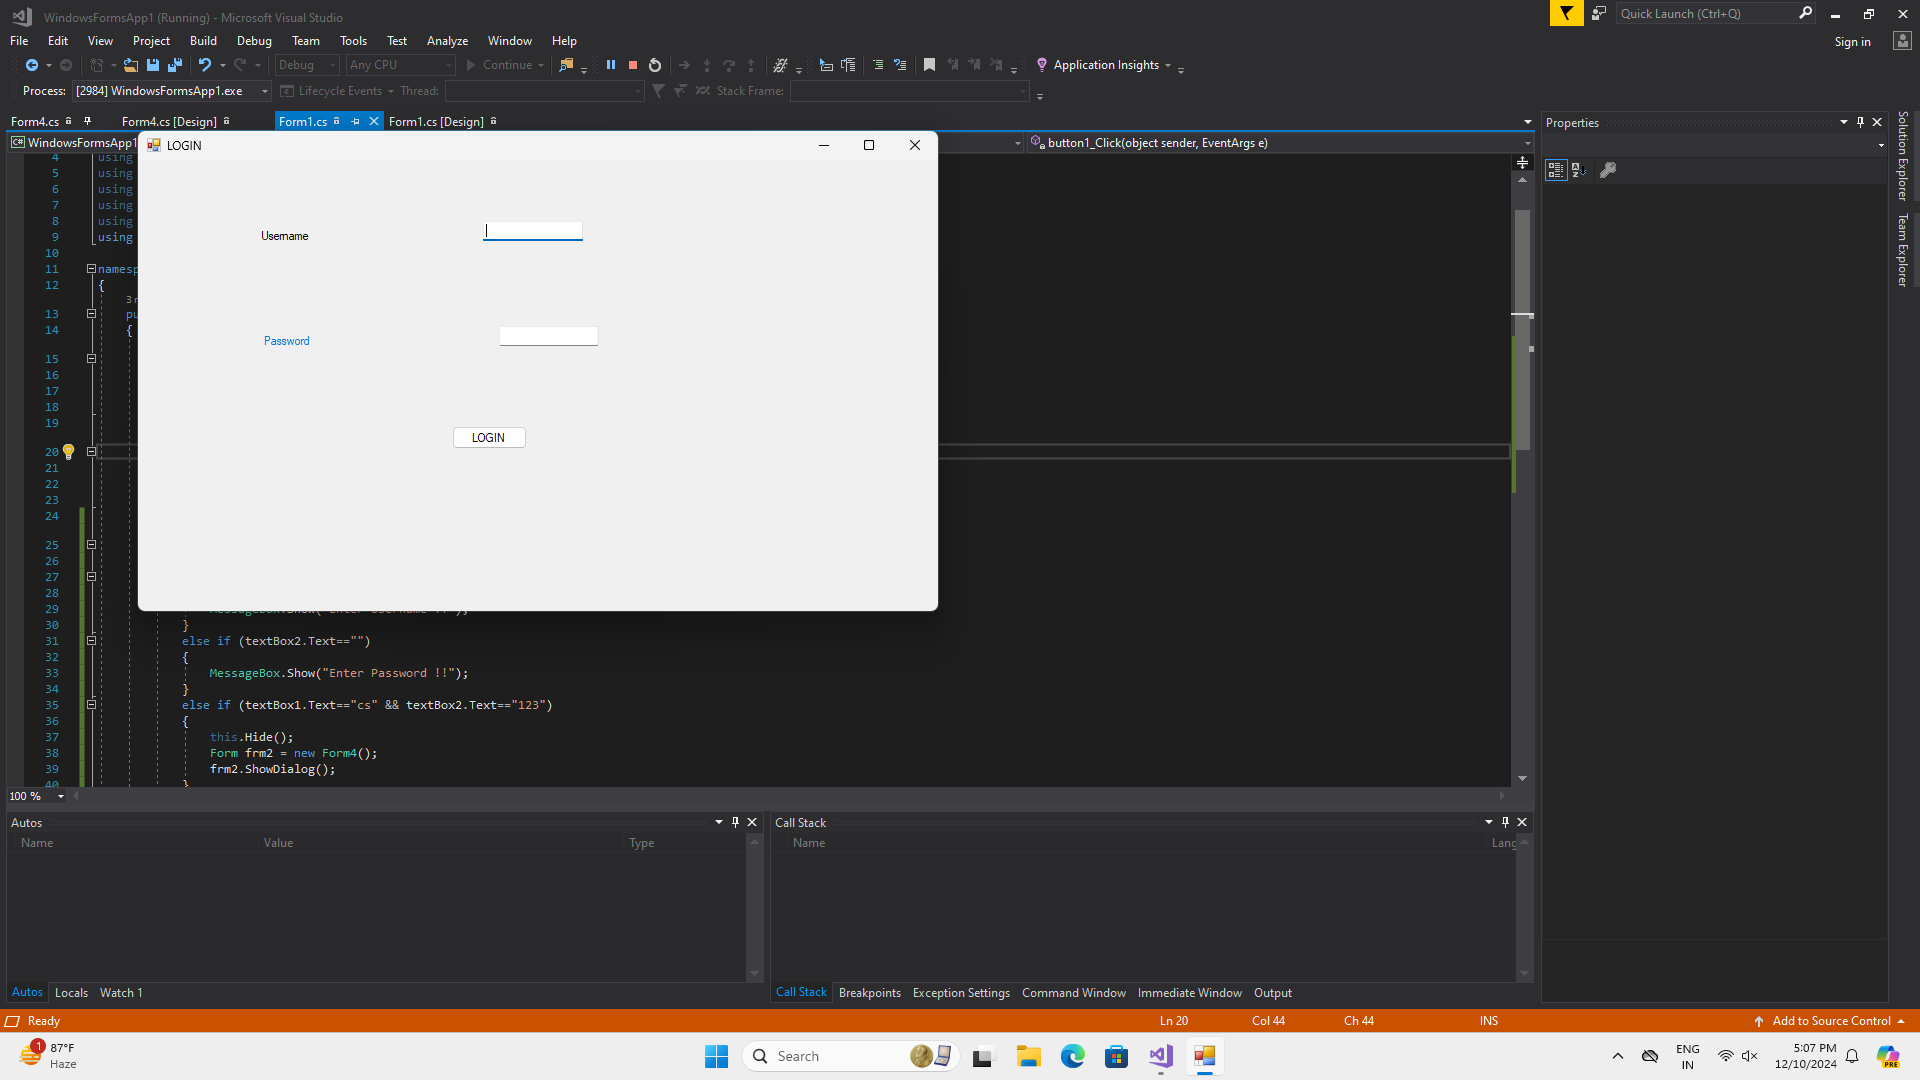 WindowsFormsApp1 (Running) - Microsoft Visual Studio
Quick Launch (Ctrl+Q)
File Edit View Project Build Debug Team Tools Test Analyze Window Help
Sign in
Debug Any CPU Continue Application Insights
Process: [2984] WindowsFormsApp1.exe Lifecycle Events Thread: Stack Frame:
Form4.cs Form4.cs [Design] Form1.cs Form1.cs [Design]
Properties
C# WindowsFormsApp1 button1_Click(object sender, EventArgs e)
LOGIN
Username
Password
LOGIN
Solution Explorer
Team Explorer
4 using
5 using
6 using
7 using
8 using
9 using
10
11 namesp
12 {
13 pu
14 {
15
16
17
18
19
20
21
22
23
24
25
26
27
28
29
30 }
31 else if (textBox2.Text=="")
32 {
33 MessageBox.Show("Enter Password !!");
34 }
35 else if (textBox1.Text=="cs" && textBox2.Text=="123")
36 {
37 this.Hide();
38 Form frm2 = new Form4();
39 frm2.ShowDialog();
40 }
100 %
Autos
Name Value Type
Call Stack
Name Lang
Autos Locals Watch 1
Call Stack Breakpoints Exception Settings Command Window Immediate Window Output
Ready Ln 20 Col 44 Ch 44 INS Add to Source Control
1
87°F
Haze
Search
PRE
ENG
IN
5:07 PM
12/10/2024